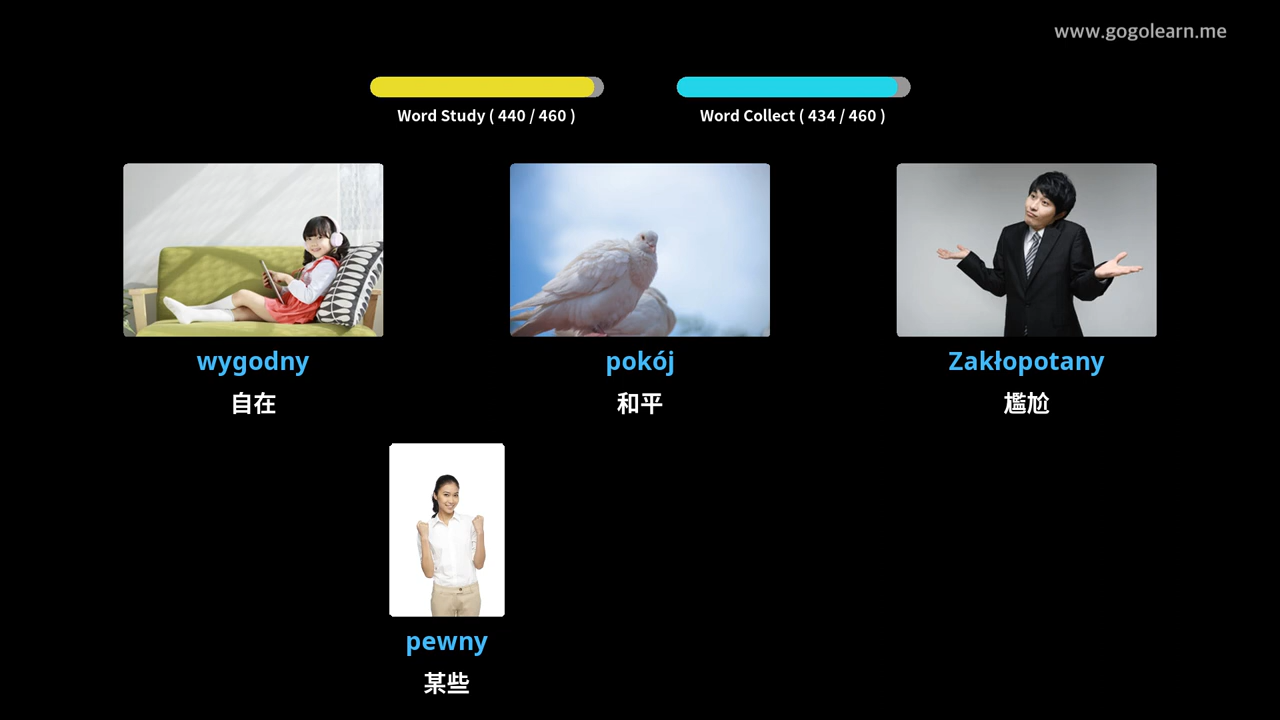 www.gogolearn.me
Word Study ( 440 / 460 )
Word Collect ( 434 / 460 )
wygodny
自在
pokój
和平
Zakłopotany
尷尬
pewny
某些